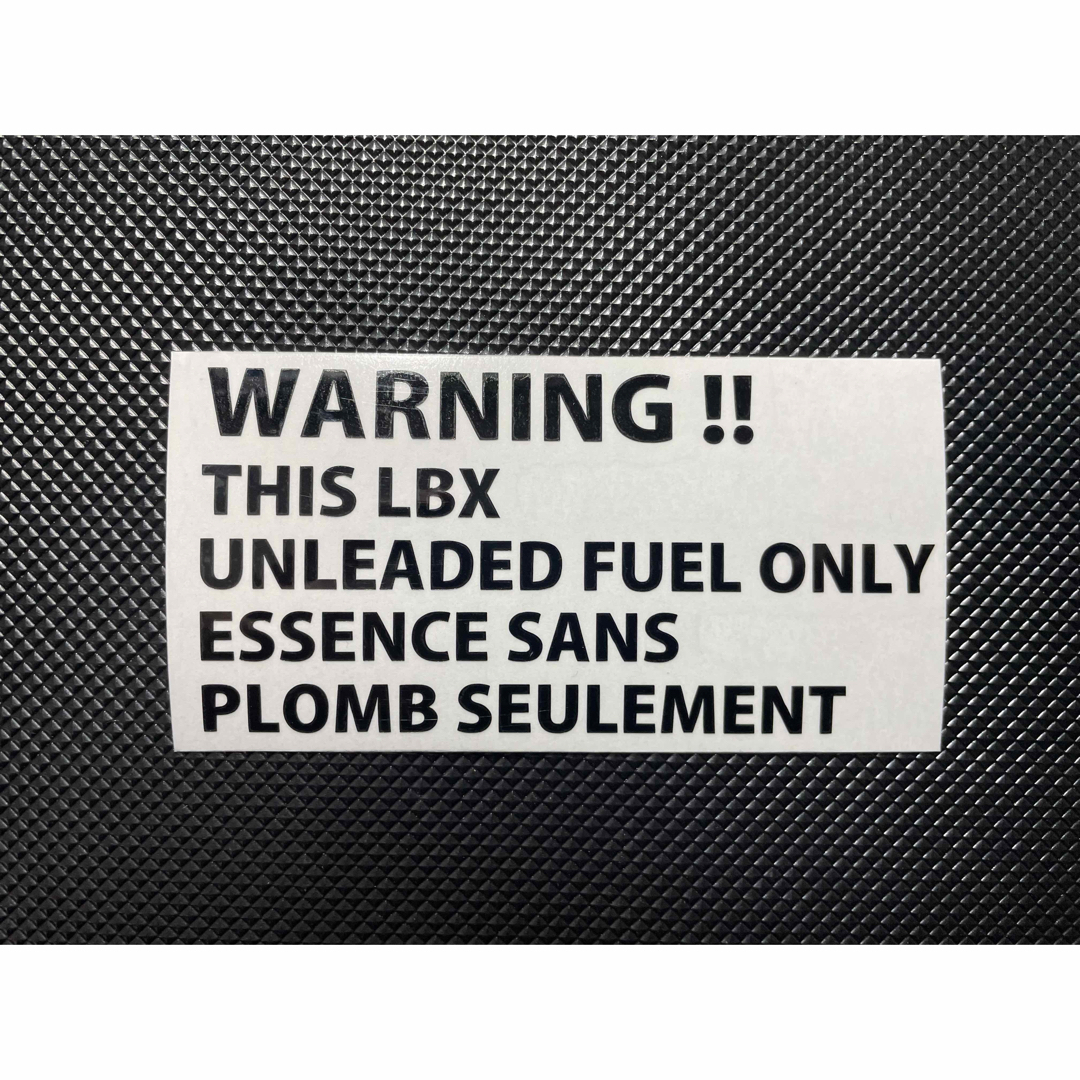 WARNING !!
THIS LBX
UNLEADED FUEL ONLY
ESSENCE SANS
PLOMB SEULEMENT